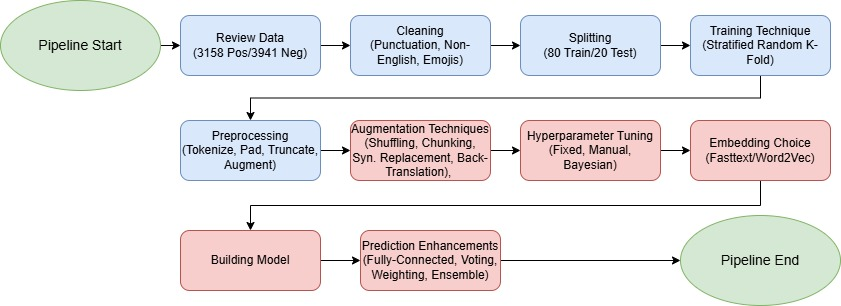 Pipeline Start
Review Data
(3158 Pos/3941 Neg)
Cleaning
(Punctuation, Non-
English, Emojis)
Splitting
(80 Train/20 Test)
Training Technique
(Stratified Random K-
Fold)
Preprocessing
(Tokenize, Pad, Truncate,
Augment)
Augmentation Techniques
(Shuffling, Chunking,
Syn. Replacement, Back-
Translation),
Hyperparameter Tuning
(Fixed, Manual,
Bayesian)
Embedding Choice
(Fasttext/Word2Vec)
Building Model
Prediction Enhancements
(Fully-Connected, Voting,
Weighting, Ensemble)
Pipeline End